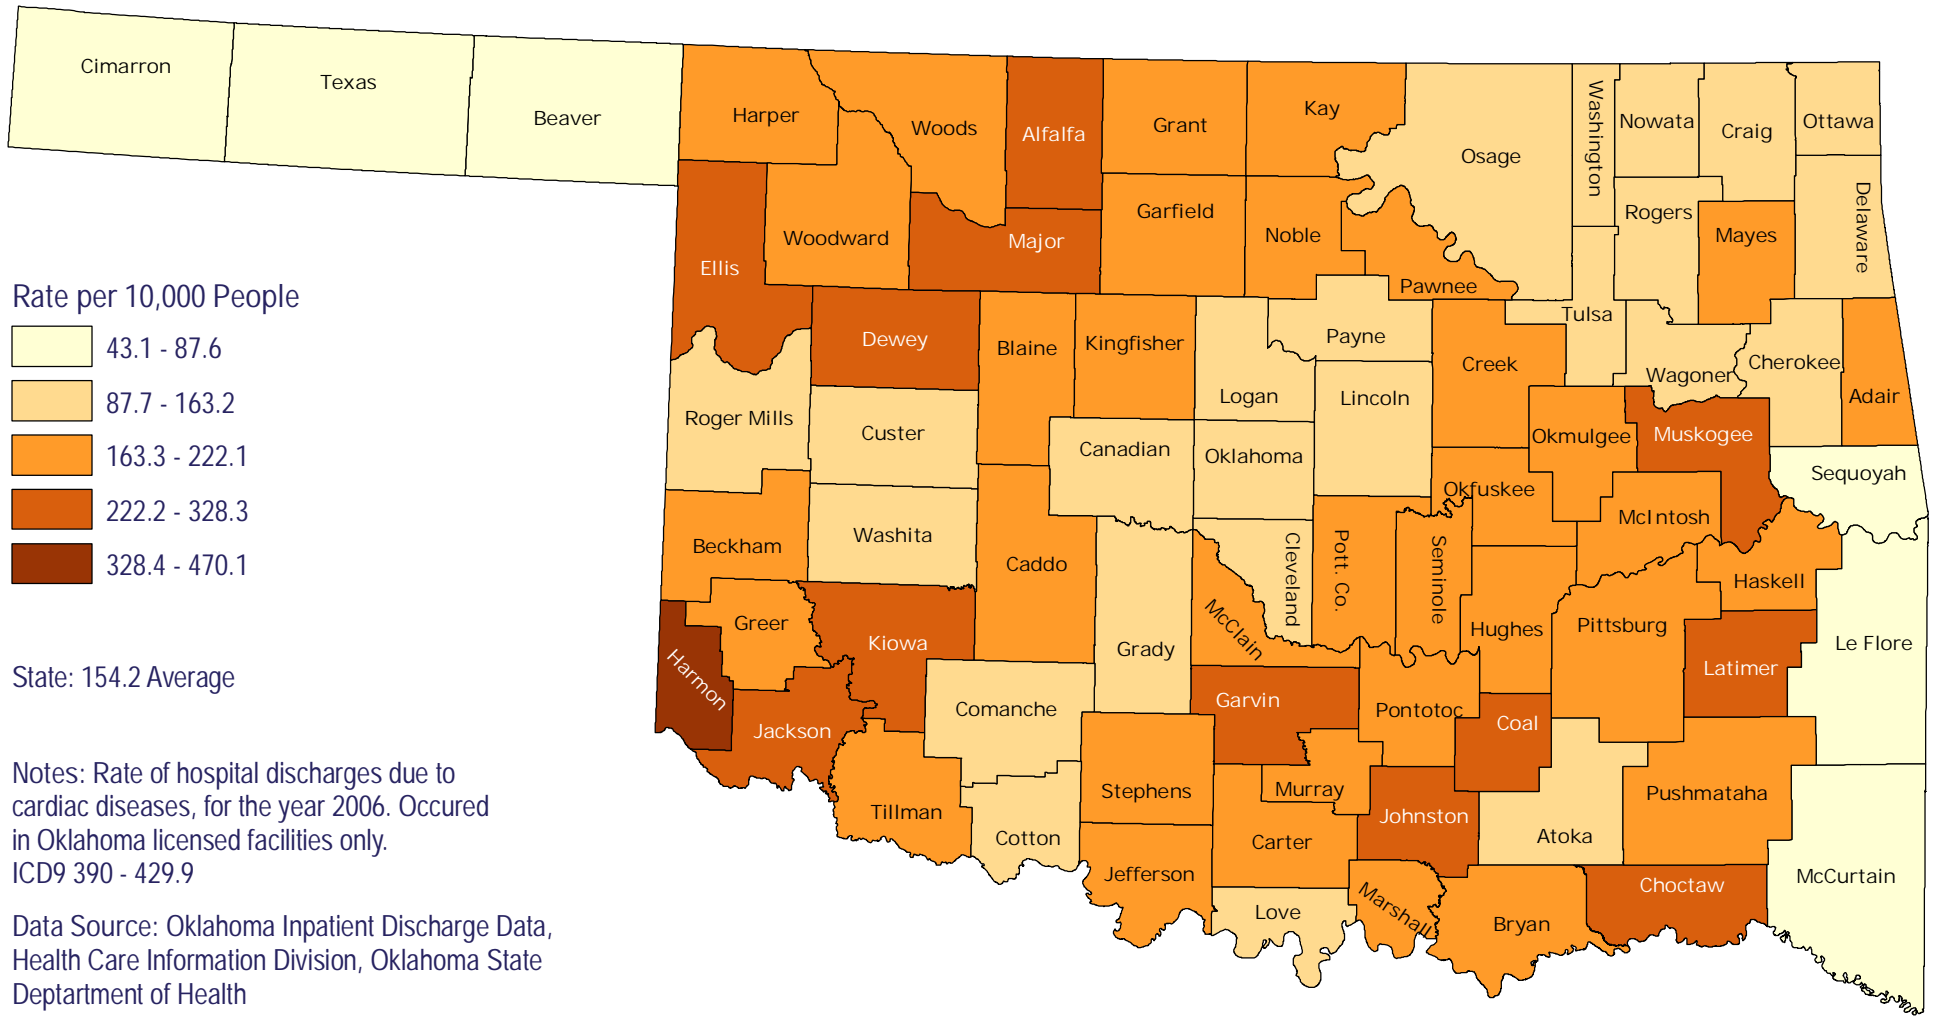 Cimarron
Texas
Beaver
Harper
Woods
Alfalfa
Grant
Kay
Osage
Washington
Nowata
Craig
Ottawa
Delaware
Rogers
Mayes
Ellis
Woodward
Major
Garfield
Noble
Pawnee
Rate per 10,000 People
43.1 - 87.6
87.7 - 163.2
163.3 - 222.1
222.2 - 328.3
328.4 - 470.1
Dewey
Blaine
Kingfisher
Logan
Payne
Lincoln
Creek
Tulsa
Wagoner
Cherokee
Adair
Roger Mills
Custer
Canadian
Oklahoma
Okmulgee
Muskogee
Sequoyah
Okfuskee
McIntosh
Beckham
Washita
Caddo
Cleveland
Pott. Co.
Seminole
Haskell
Harmon
Greer
Kiowa
Grady
McClain
Hughes
Pittsburg
Latimer
Le Flore
State: 154.2 Average
Jackson
Comanche
Garvin
Pontotoc
Coal
Tillman
Stephens
Murray
Johnston
Atoka
Pushmataha
Cotton
Carter
Jefferson
Love
Marshall
Bryan
Choctaw
McCurtain
Notes: Rate of hospital discharges due to
cardiac diseases, for the year 2006. Occured
in Oklahoma licensed facilities only.
ICD9 390 - 429.9
Data Source: Oklahoma Inpatient Discharge Data,
Health Care Information Division, Oklahoma State
Deptartment of Health